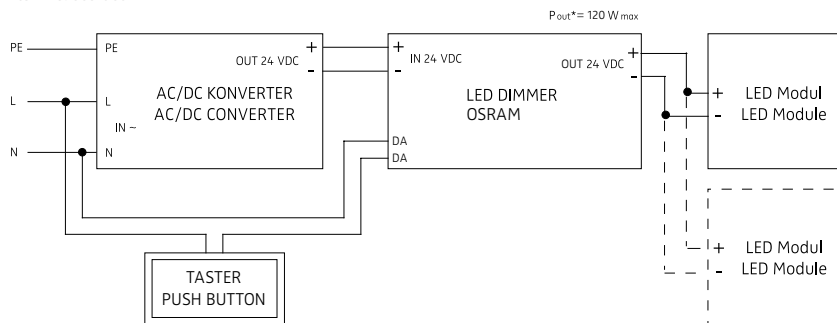 Pout*= 120 Wmax
PE
PE
OUT 24 VDC
+
-
+
-
IN 24 VDC
OUT 24 VDC
+
-
L
L
AC/DC KONVERTER
AC/DC CONVERTER
IN ~
LED DIMMER
OSRAM
+
-
LED Modul
LED Module
N
N
DA
DA
TASTER
PUSH BUTTON
+
-
LED Modul
LED Module